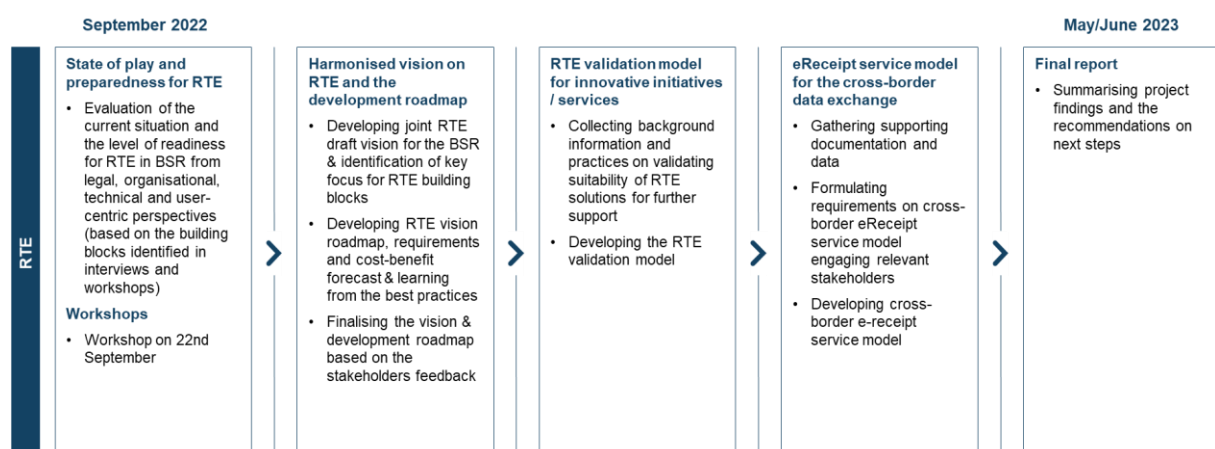 September 2022
May/June 2023
RTE
State of play and
preparedness for RTE
• Evaluation of the
current situation and
the level of readiness
for RTE in BSR from
legal, organisational,
technical and user-
centric perspectives
(based on the building
blocks identified in
interviews and
workshops)
Workshops
• Workshop on 22nd
September
Harmonised vision on
RTE and the
development roadmap
• Developing joint RTE
draft vision for the BSR
& identification of key
focus for RTE building
blocks
• Developing RTE vision
roadmap, requirements
and cost-benefit
forecast & learning
from the best practices
• Finalising the vision &
development roadmap
based on the
stakeholders feedback
RTE validation model
for innovative initiatives
/ services
• Collecting background
information and
practices on validating
suitability of RTE
solutions for further
support
• Developing the RTE
validation model
eReceipt service model
for the cross-border
data exchange
• Gathering supporting
documentation and
data
• Formulating
requirements on cross-
border eReceipt
service model
engaging relevant
stakeholders
• Developing cross-
border e-receipt
service model
Final report
• Summarising project
findings and the
recommendations on
next steps